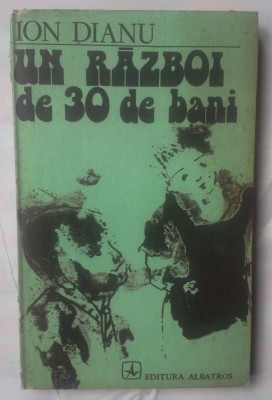 ION DIANU
UN RĂZBOI
de 30 de bani
EDITURA ALBATROS